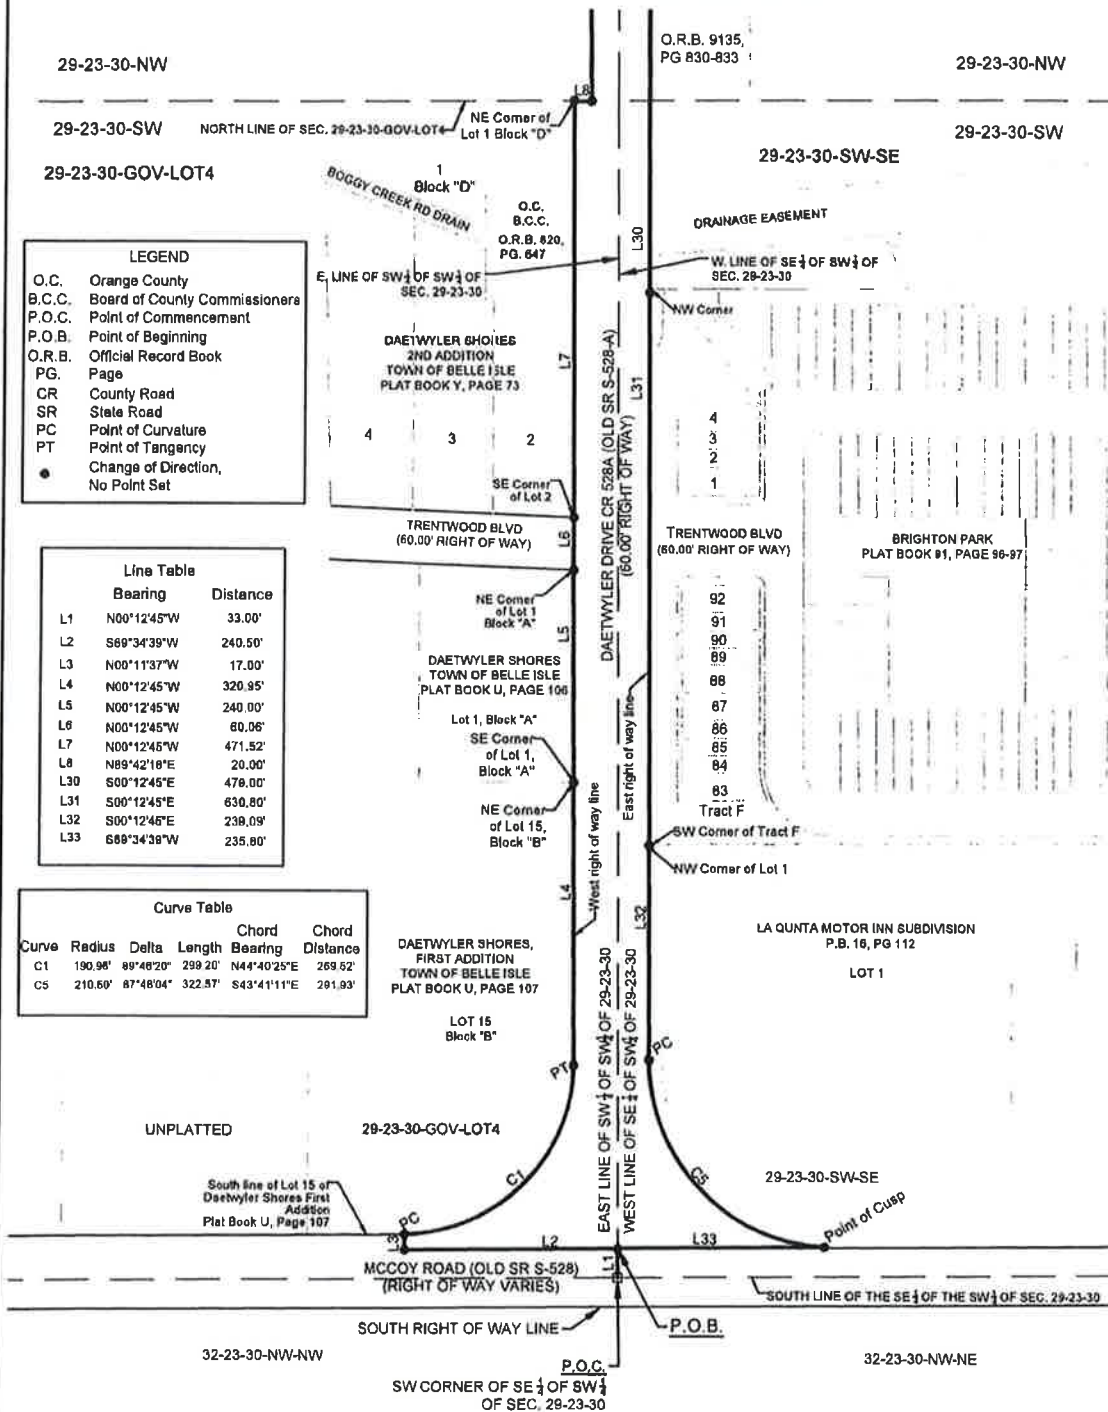 29-23-30-NW
O.R.B. 9135,
PG 830-833
29-23-30-NW
L8
29-23-30-SW
NORTH LINE OF SEC. 29-23-30-GOV-LOT4
NE Corner of
Lot 1 Block "D"
29-23-30-SW
29-23-30-GOV-LOT4
29-23-30-SW-SE
1
Block "D"
BOGGY CREEK RD DRAIN
O.C.
B.C.C.
O.R.B. 820,
PG. 647
DRAINAGE EASEMENT
L30
E. LINE OF SW¼ OF SW¼ OF
SEC. 29-23-30
W. LINE OF SE¼ OF SW¼ OF
SEC. 29-23-30
NW Corner
LEGEND
O.C. Orange County
B.C.C. Board of County Commissioners
P.O.C. Point of Commencement
P.O.B. Point of Beginning
O.R.B. Official Record Book
PG. Page
CR County Road
SR State Road
PC Point of Curvature
PT Point of Tangency
● Change of Direction,
No Point Set
DAETWYLER SHORES
2ND ADDITION
TOWN OF BELLE ISLE
PLAT BOOK Y, PAGE 73
L7
L31
4 3 2
4
3
2
1
SE Corner
of Lot 2
TRENTWOOD BLVD
(60.00' RIGHT OF WAY)
L6
DAETWYLER DRIVE CR 528A (OLD SR S-528-A)
(60.00' RIGHT OF WAY)
TRENTWOOD BLVD
(60.00' RIGHT OF WAY)
BRIGHTON PARK
PLAT BOOK 91, PAGE 96-97
Line Table
Bearing Distance
L1 N00°12'45"W 33.00'
L2 S89°34'39"W 240.50'
L3 N00°11'37"W 17.00'
L4 N00°12'45"W 320.95'
L5 N00°12'45"W 240.00'
L6 N00°12'45"W 60.06'
L7 N00°12'45"W 471.52'
L8 N89°42'18"E 20.00'
L30 S00°12'45"E 478.00'
L31 S00°12'45"E 630.80'
L32 S00°12'45"E 239.09'
L33 S89°34'39"W 235.80'
NE Corner
of Lot 1
Block "A"
L5
DAETWYLER SHORES
TOWN OF BELLE ISLE
PLAT BOOK U, PAGE 106
Lot 1, Block "A"
SE Corner
of Lot 1,
Block "A"
NE Corner
of Lot 15,
Block "B"
92
91
90
89
88
87
86
85
84
83
Tract F
West right of way line
East right of way line
SW Corner of Tract F
NW Corner of Lot 1
L4
L32
Curve Table
Curve Radius Delta Length Chord Bearing Chord Distance
C1 190.96' 89°46'20" 299.20' N44°40'25"E 269.52'
C5 210.50' 87°48'04" 322.57' S43°41'11"E 291.93'
DAETWYLER SHORES,
FIRST ADDITION
TOWN OF BELLE ISLE
PLAT BOOK U, PAGE 107
LOT 15
Block "B"
LA QUNTA MOTOR INN SUBDIVISION
P.B. 16, PG 112
LOT 1
EAST LINE OF SW¼ OF SW¼ OF 29-23-30
WEST LINE OF SE¼ OF SW¼ OF 29-23-30
PT
PC
UNPLATTED
29-23-30-GOV-LOT4
C1
C5
29-23-30-SW-SE
South line of Lot 15 of
Daetwyler Shores First
Addition
Plat Book U, Page 107
PC
Point of Cusp
L3
L2
L33
L1
MCCOY ROAD (OLD SR S-528)
(RIGHT OF WAY VARIES)
SOUTH LINE OF THE SE¼ OF THE SW¼ OF SEC. 29-23-30
SOUTH RIGHT OF WAY LINE
P.O.B.
32-23-30-NW-NW
32-23-30-NW-NE
P.O.C.
SW CORNER OF SE¼ OF SW¼
OF SEC. 29-23-30